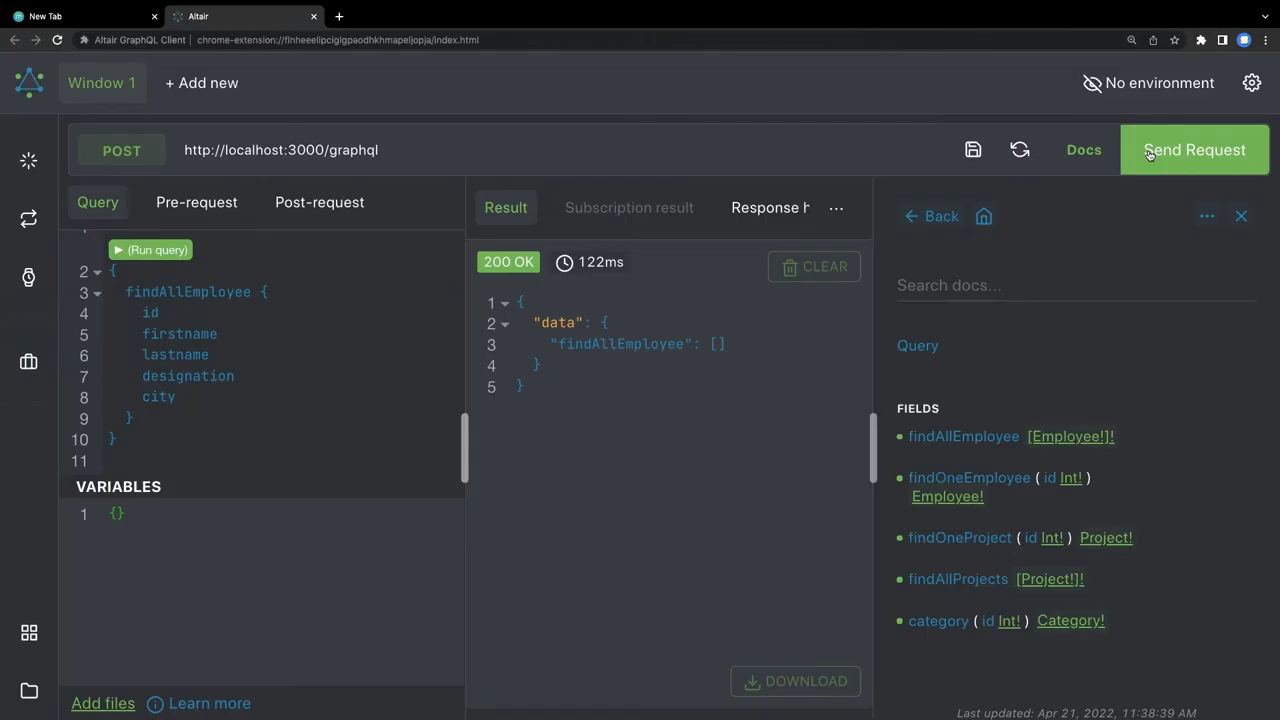 New Tab
Altair
Altair GraphQL Client | chrome-extension://flnheeellpciglgpaodhkhmapeljopja/index.html
Window 1
+ Add new
No environment
POST
http://localhost:3000/graphql
Docs
Send Request
Query
Pre-request
Post-request
(Run query)
2 {
3 findAllEmployee {
4 id
5 firstname
6 lastname
7 designation
8 city
9 }
10 }
11
VARIABLES
1 {}
Add files
Learn more
Result
Subscription result
Response h
...
200 OK
122ms
CLEAR
1 {
2 "data": {
3 "findAllEmployee": []
4 }
5 }
DOWNLOAD
Back
Search docs...
Query
FIELDS
findAllEmployee [Employee!]!
findOneEmployee ( id Int! )
Employee!
findOneProject ( id Int! ) Project!
findAllProjects [Project!]!
category ( id Int! ) Category!
Last updated: Apr 21, 2022, 11:38:39 AM